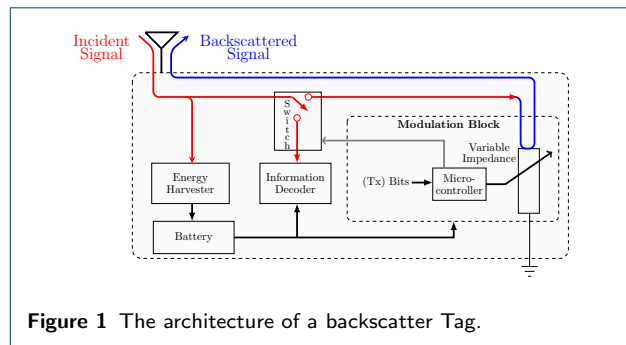 Incident
Signal
Backscattered
Signal
Switch
Modulation Block
Variable
Impedance
Energy
Harvester
Information
Decoder
(Tx) Bits
Micro-
controller
Battery
Figure 1 The architecture of a backscatter Tag.